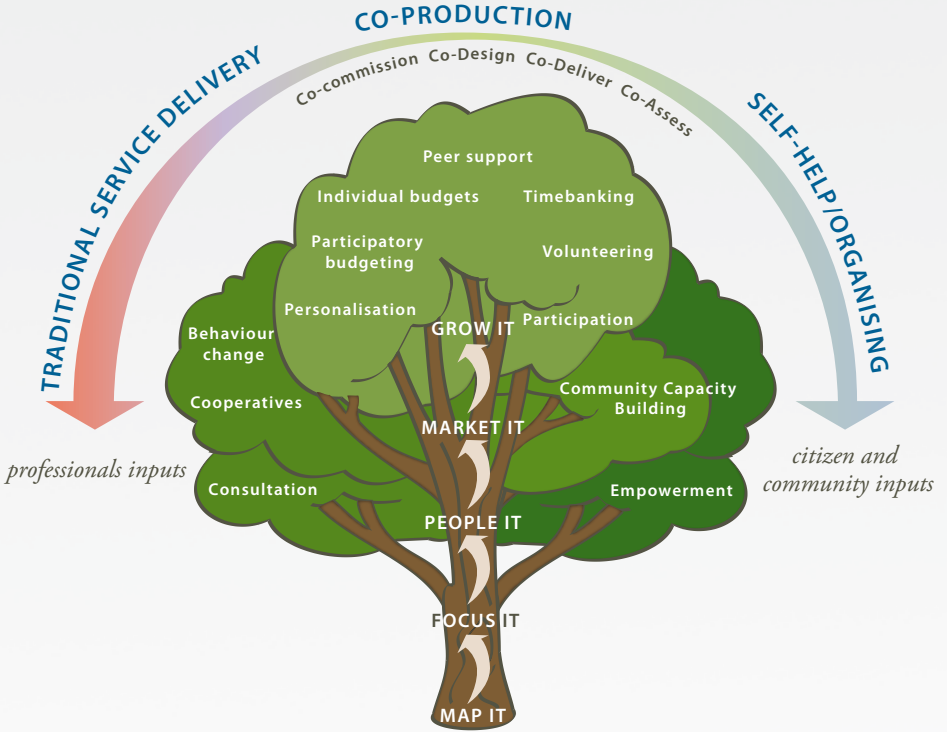 CO-PRODUCTION
Co-commission Co-Design Co-Deliver Co-Assess
TRADITIONAL SERVICE DELIVERY
SELF-HELP/ORGANISING
Peer support
Individual budgets
Timebanking
Participatory
budgeting
Volunteering
Personalisation
Participation
GROW IT
Behaviour
change
Community Capacity
Building
Cooperatives
MARKET IT
professionals inputs
citizen and
community inputs
Consultation
Empowerment
PEOPLE IT
FOCUS IT
MAP IT